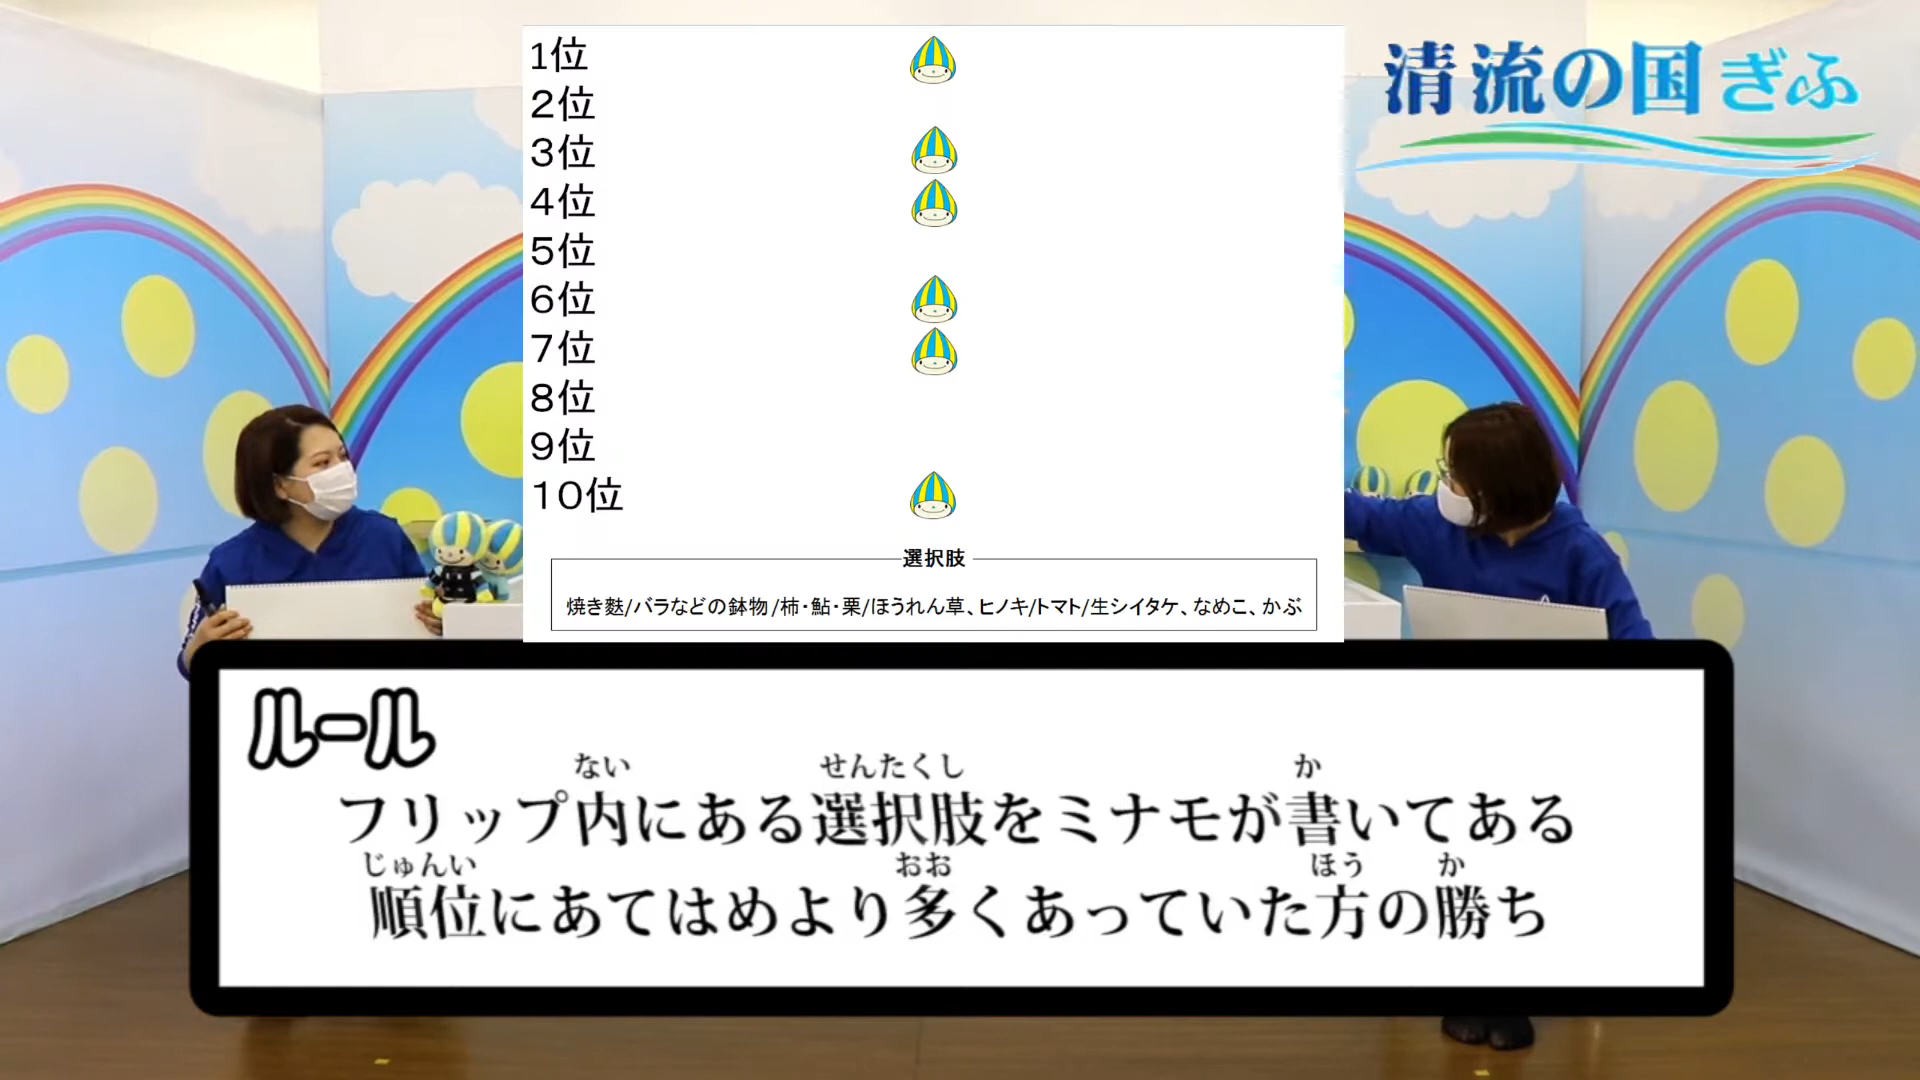 清流の国ぎふ
1位
2位
3位
4位
5位
6位
7位
8位
9位
10位
選択肢
焼き麩/バラなどの鉢物/柿・鮎・栗/ほうれん草、ヒノキ/トマト/生シイタケ、なめこ、かぶ
ルール
ない せんたくし か
フリップ内にある選択肢をミナモが書いてある
じゅんい おお ほう か
順位にあてはめより多くあっていた方の勝ち